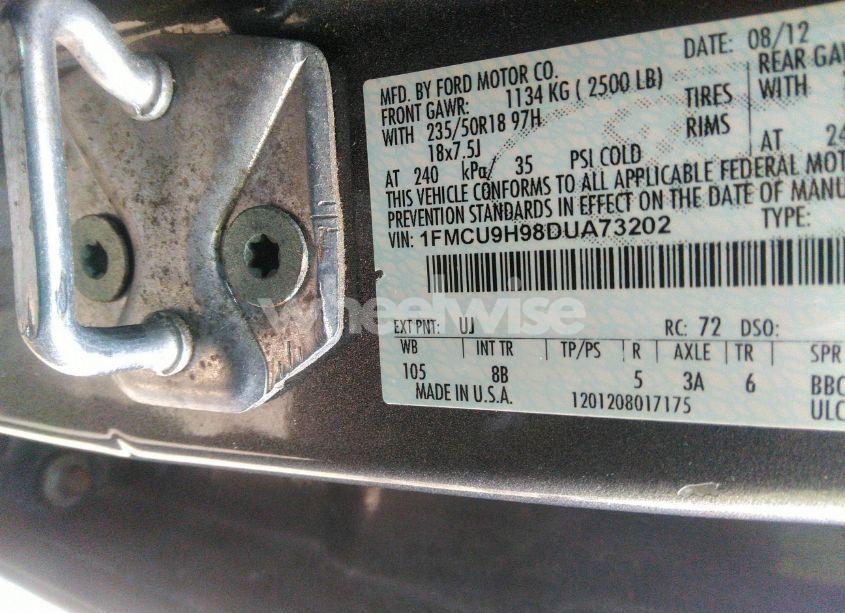 MFD. BY FORD MOTOR CO.
DATE: 08/12
FRONT GAWR: 1134 KG ( 2500 LB)
REAR GAW
WITH 235/50R18 97H TIRES
WITH
18x7.5J RIMS
AT 240 kPa/ 35 PSI COLD
AT 24
THIS VEHICLE CONFORMS TO ALL APPLICABLE FEDERAL MOT
PREVENTION STANDARDS IN EFFECT ON THE DATE OF MANU
VIN: 1FMCU9H98DUA73202
TYPE:
wheelwise
EXT PNT: UJ RC: 72 DSO:
WB INT TR TP/PS R AXLE TR SPR
105 8B 5 3A 6 BBC
MADE IN U.S.A. 1201208017175 ULC